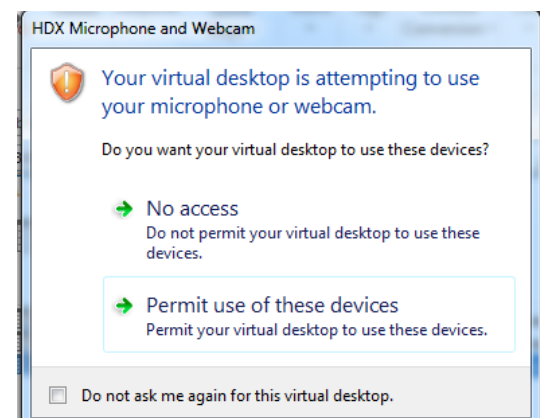 HDX Microphone and Webcam
Your virtual desktop is attempting to use
your microphone or webcam.
Do you want your virtual desktop to use these devices?
No access
Do not permit your virtual desktop to use these
devices.
Permit use of these devices
Permit your virtual desktop to use these devices.
Do not ask me again for this virtual desktop.